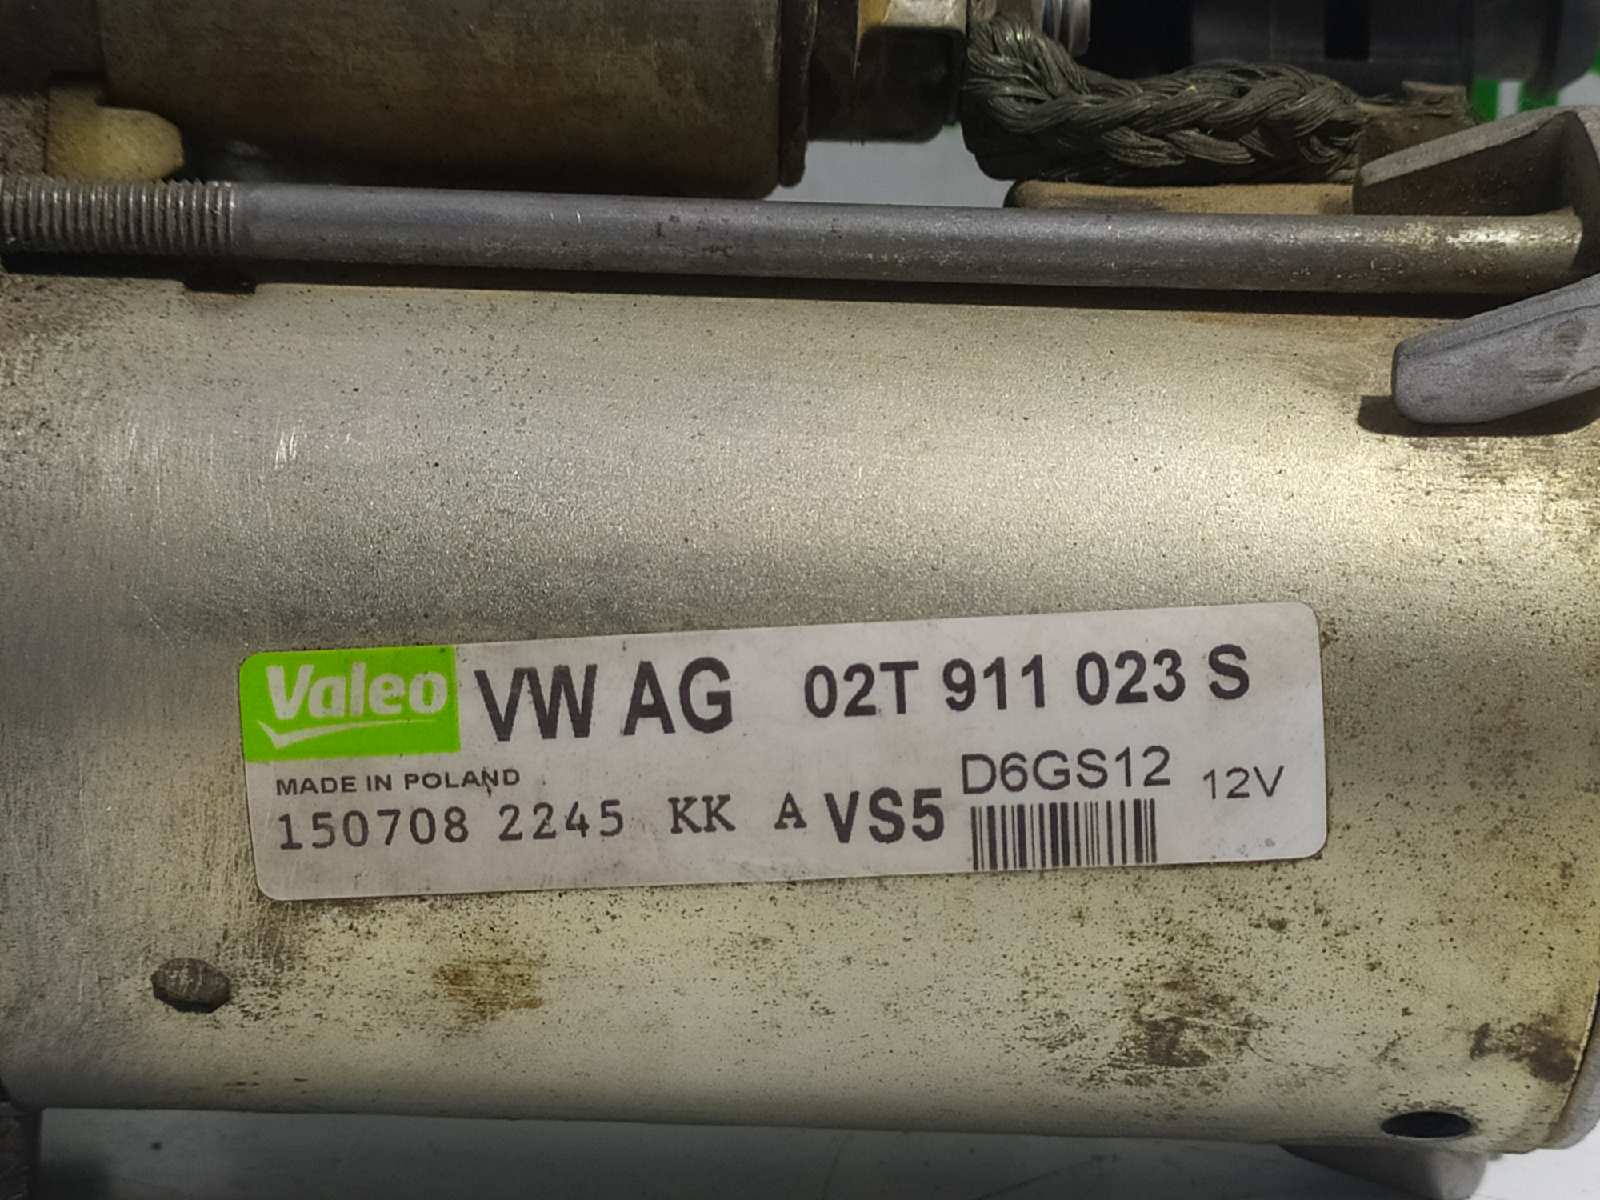 Valeo VW AG 02T 911 023 S
MADE IN POLAND D6GS12 12V
150708 2245 KK A VS5